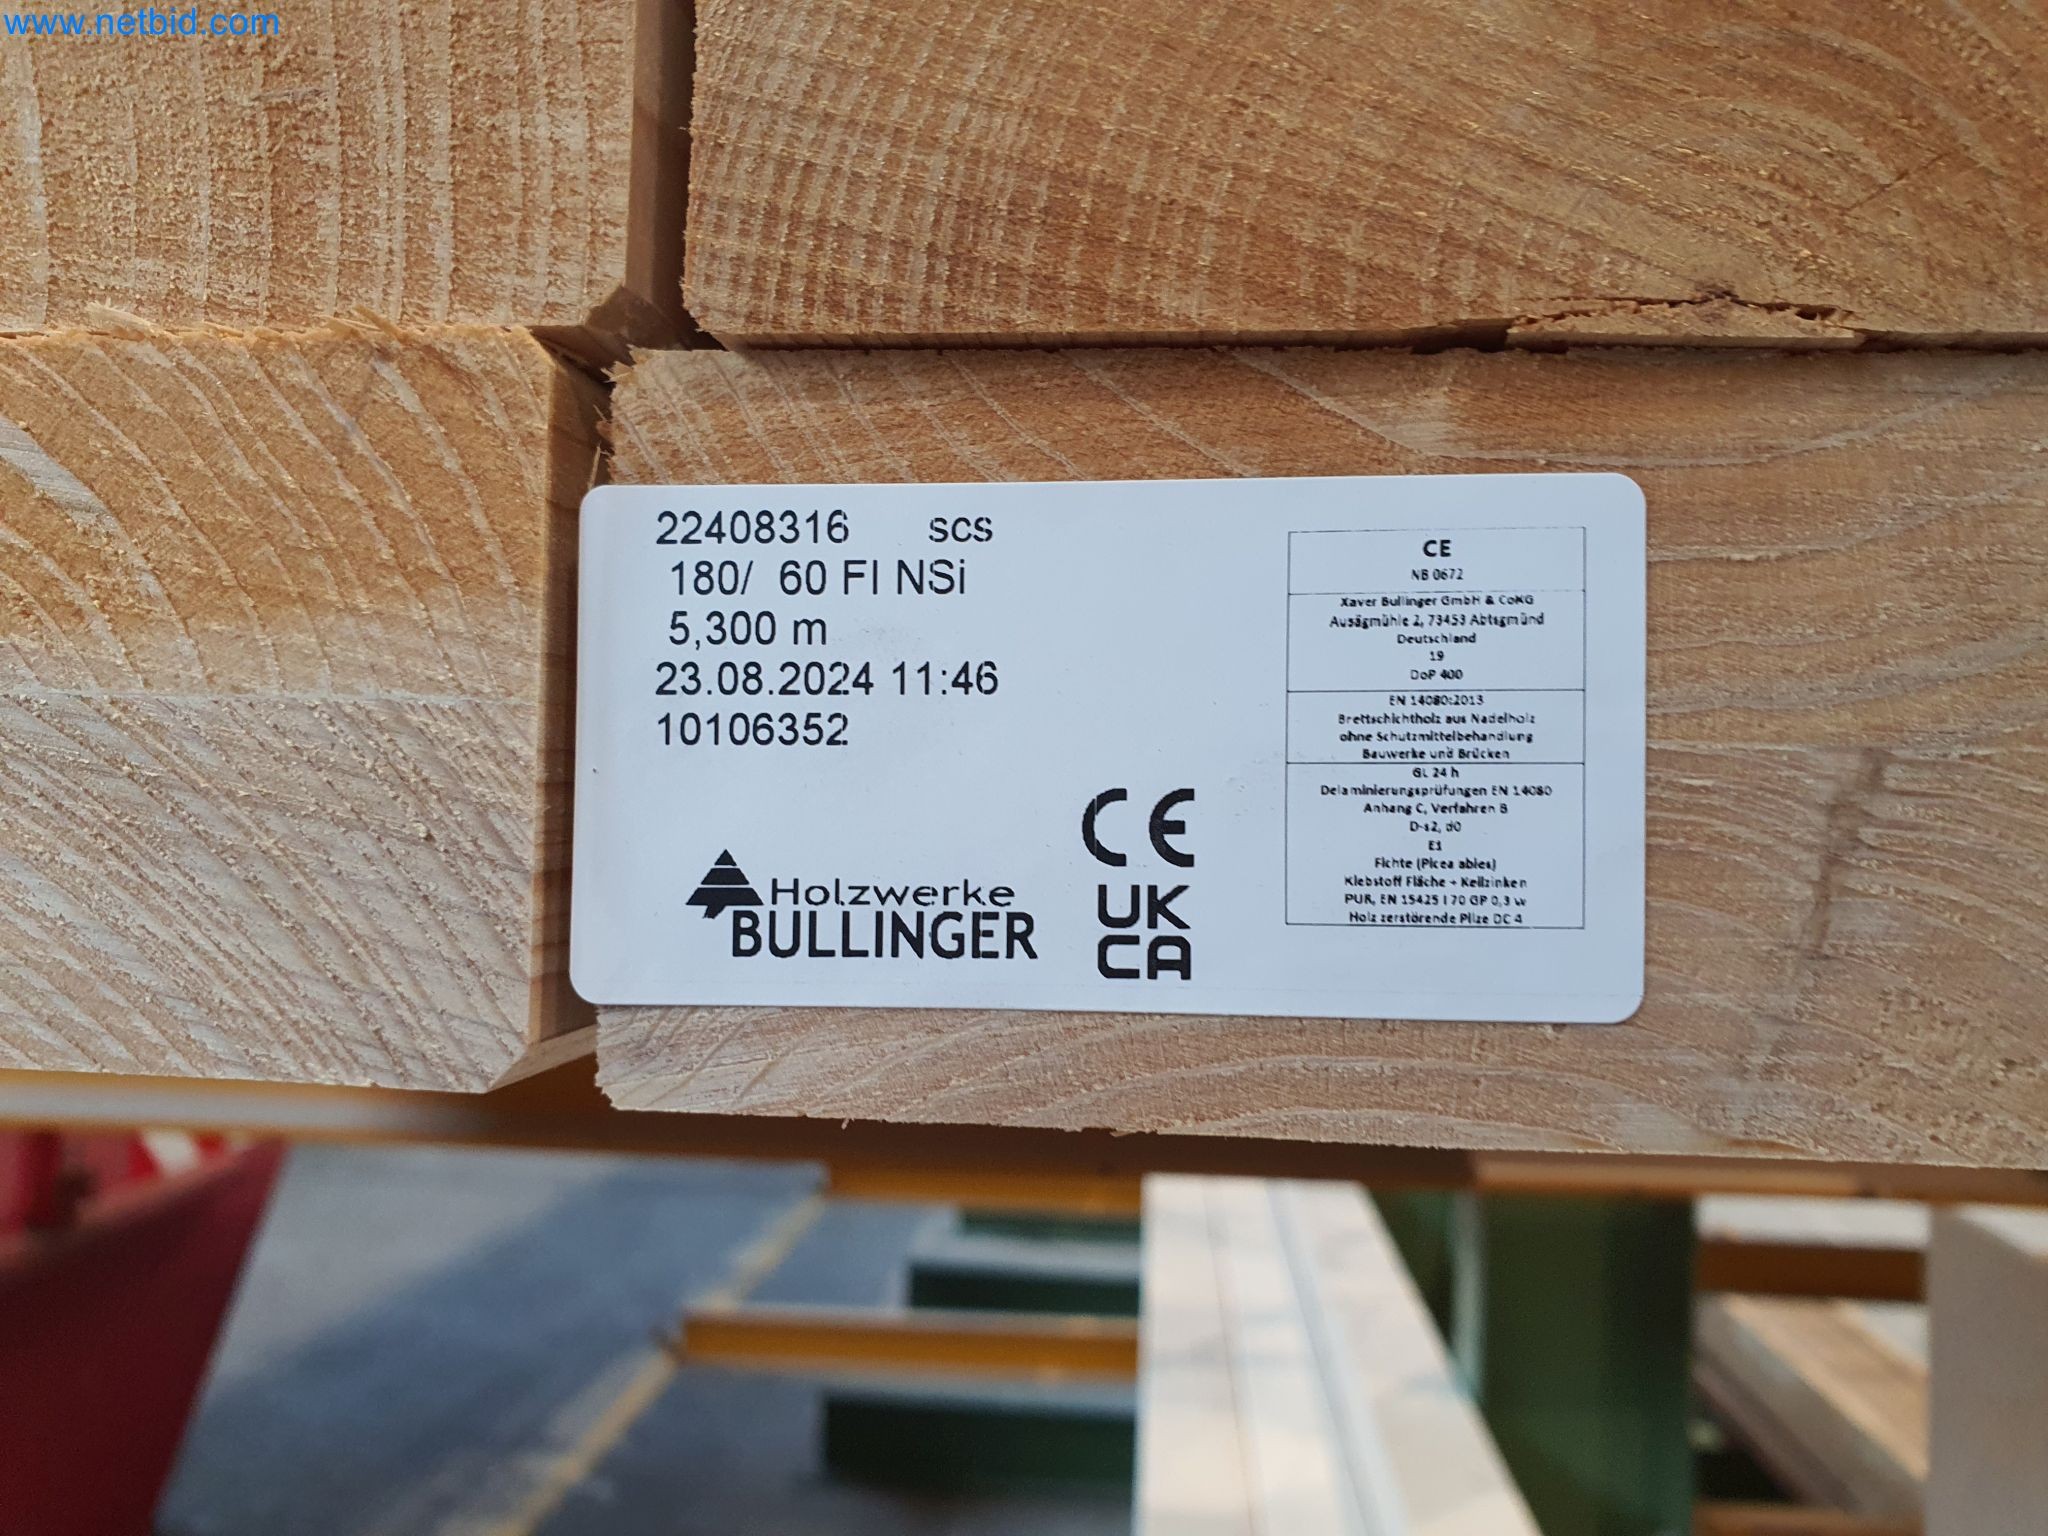 www.netbid.com
22408316 SCS
180/ 60 FI NSi
5,300 m
23.08.2024 11:46
10106352
Holzwerke
BULLINGER
CE
UK
CA
CE
NB 0672
Xaver Bullinger GmbH & CoKG
Ausägmühle 2, 73453 Abtsgmünd
Deutschland
19
DoP 400
EN 14080:2013
Brettschichtholz aus Nadelholz
ohne Schutzmittelbehandlung
Bauwerke und Brücken
GL 24 h
Delaminierungsprüfungen EN 14080
Anhang C, Verfahren B
D-s2, d0
E1
Fichte (Picea abies)
Klebstoff Fläche + Keilzinken
PUR, EN 15425 I 70 GP 0,3 w
Holz zerstörende Pilze DC 4